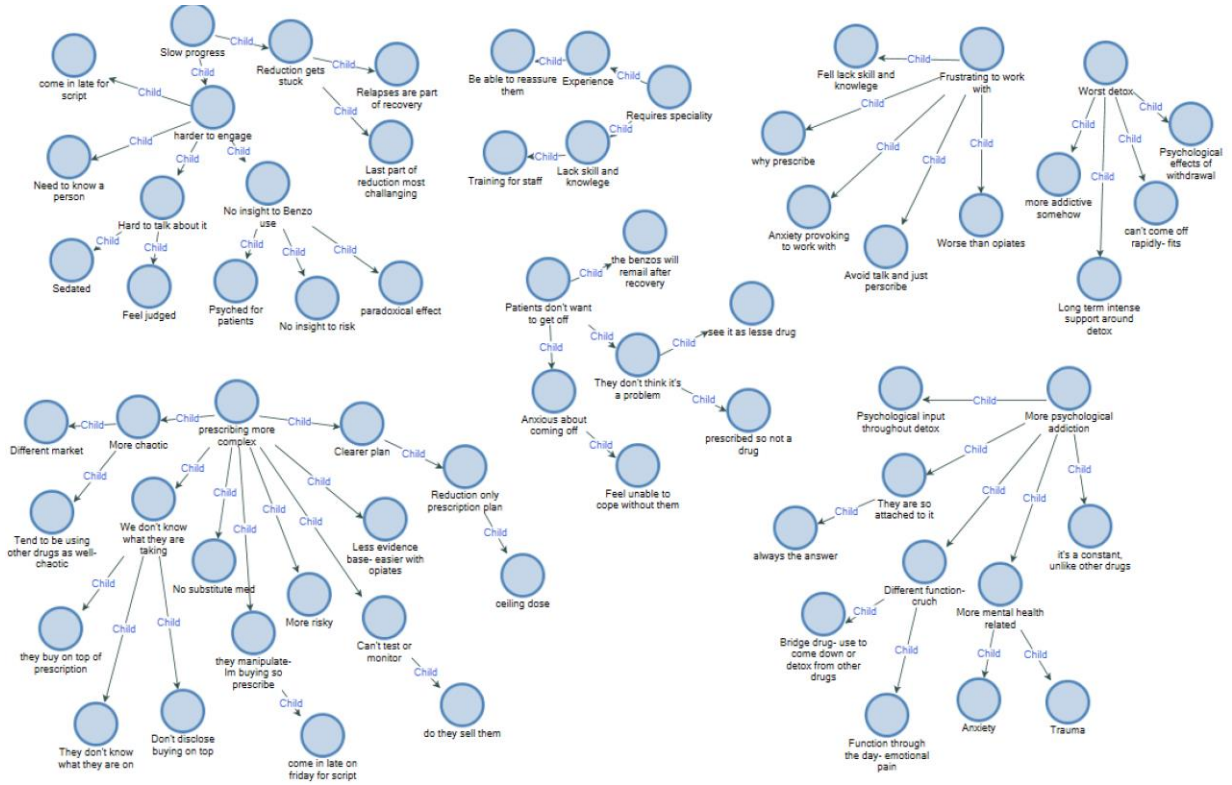 Slow progress
Child
Child
Reduction gets
stuck
Child
Relapses are part
of recovery
Child
Last part of
reduction most
challanging
come in late for
script
Child
harder to engage
Child
Need to know a
person
Child
Child
Hard to talk about it
No insight to Benzo
use
Child
Sedated
Child
Feel judged
Child
Psyched for
patients
Child
No insight to risk
Child
paradoxical effect
Be able to reassure
them
Child
Experience
Child
Requires speciality
Child
Training for staff
Child
Lack skill and
knowlege
Fell lack skill and
knowlege
Child
Frustrating to work
with
Child
why prescribe
Child
Anxiety provoking
to work with
Child
Avoid talk and just
perscribe
Child
Worse than opiates
Worst detox
Child
Psychological
effects of
withdrawal
Child
more addictive
somehow
Child
can't come off
rapidly- fits
Child
Long term intense
support around
detox
Patients don't want
to get off
Child
the benzos will
remail after
recovery
Child
They don't think it's
a problem
Child
see it as lesse drug
Child
prescribed so not a
drug
Child
Anxious about
coming off
Child
Feel unable to
cope without them
prescribing more
complex
Child
More chaotic
Child
Different market
Child
Tend to be using
other drugs as well-
chaotic
Child
Clearer plan
Child
Reduction only
prescription plan
Child
ceiling dose
Child
We don't know
what they are
taking
Child
they buy on top of
prescription
Child
They don't know
what they are on
Child
Don't disclose
buying on top
Child
No substitute med
Child
they manipulate-
Im buying so
prescribe
Child
come in late on
friday for script
Child
More risky
Child
Can't test or
monitor
Child
do they sell them
Child
Less evidence
base- easier with
opiates
Psychological input
throughout detox
Child
More psychological
addiction
Child
They are so
attached to it
Child
always the answer
Child
Different function-
cruch
Child
Bridge drug- use to
come down or
detox from other
drugs
Child
Function through
the day- emotional
pain
Child
More mental health
related
Child
Anxiety
Child
Trauma
Child
it's a constant,
unlike other drugs